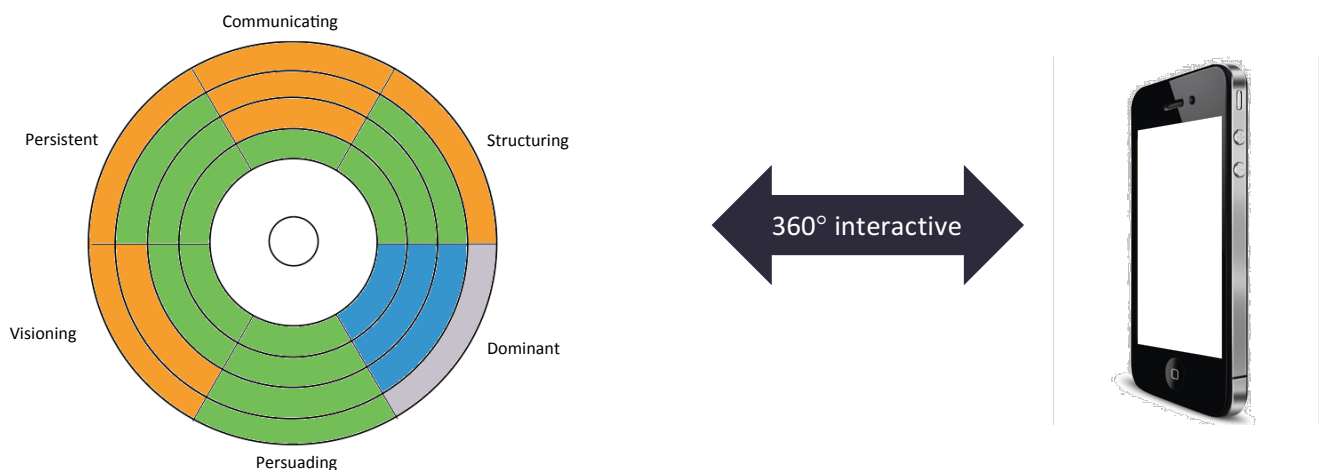 Communicating
Persistent
Structuring
360° interactive
Visioning
Dominant
Persuading